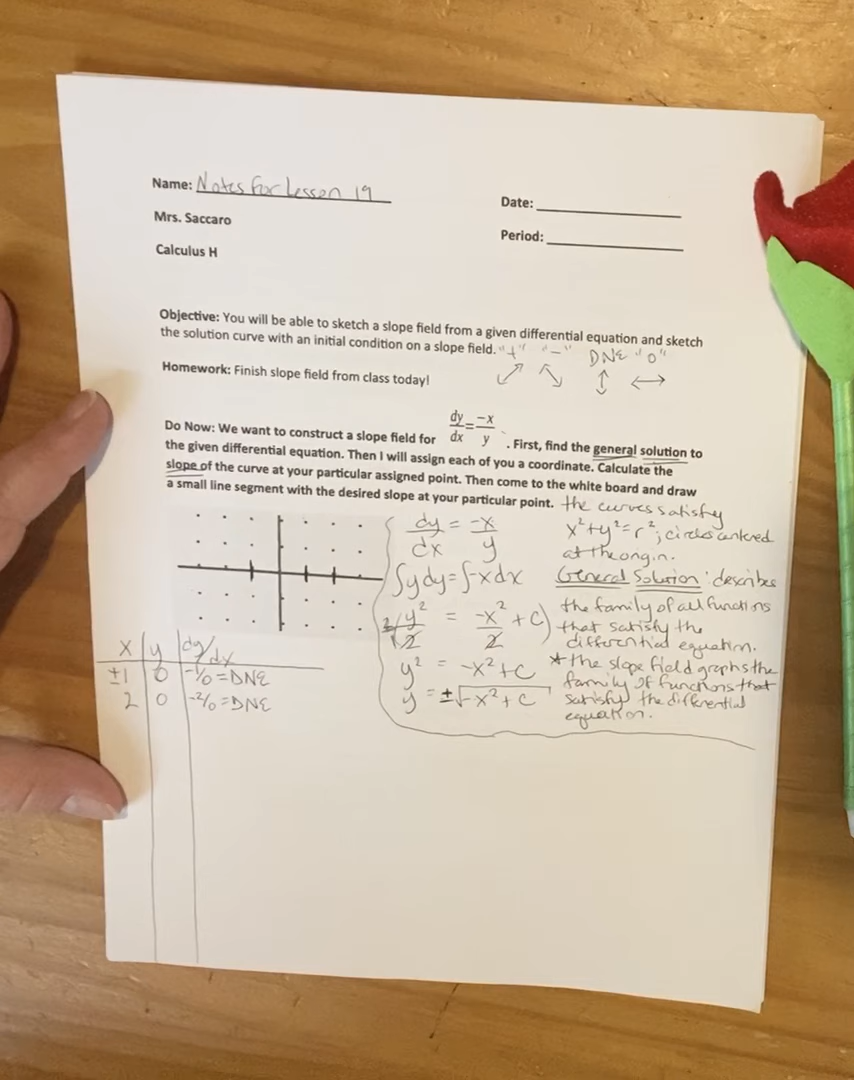 Name: Notes for Lesson 19
Date:
Mrs. Saccaro
Period:
Calculus H
Objective: You will be able to sketch a slope field from a given differential equation and sketch
the solution curve with an initial condition on a slope field. "+" "-" DNE "0"
Homework: Finish slope field from class today!
Do Now: We want to construct a slope field for dy/dx = -x/y . First, find the general solution to
the given differential equation. Then I will assign each of you a coordinate. Calculate the
slope of the curve at your particular assigned point. Then come to the white board and draw
a small line segment with the desired slope at your particular point.
the curves satisfy
x²+y²=r²; circles centered
at the origin.
General Solution: describes
the family of all functions
that satisfy the
differential equation.
* the slope field graphs the
family of functions that
satisfy the differential
equation.
dy/dx = -x/y
∫ydy=∫-xdx
2(y²/2 = -x²/2 + C)
y² = -x²+C
y = ±√-x²+C
x y dy/dx
±1 0 -1/0 = DNE
2 0 -2/0 = DNE